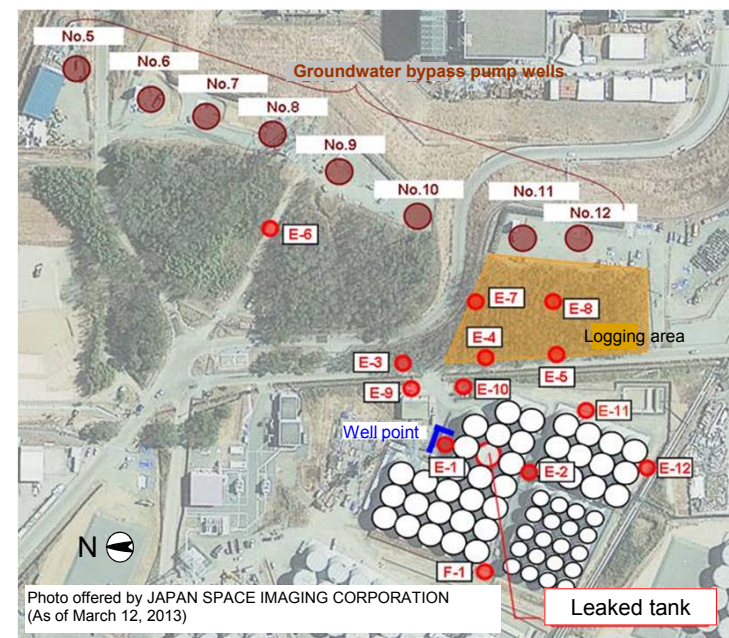 No.5
No.6
No.7
Groundwater bypass pump wells
No.8
No.9
No.10
No.11
No.12
E-6
E-7
E-8
Logging area
E-4
E-3
E-5
E-9
E-10
E-11
Well point
E-1
E-2
E-12
N
F-1
Photo offered by JAPAN SPACE IMAGING CORPORATION
(As of March 12, 2013)
Leaked tank